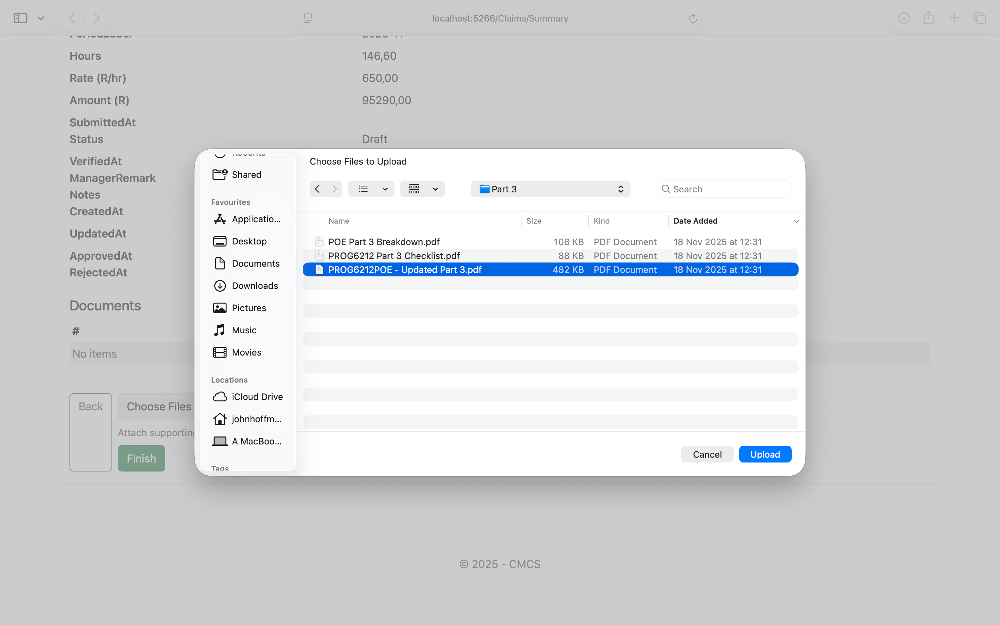 localhost:5266/Claims/Summary
Hours 146,60
Rate (R/hr) 650,00
Amount (R) 95290,00
SubmittedAt
Status Draft
VerifiedAt
ManagerRemark
Notes
CreatedAt
UpdatedAt
ApprovedAt
RejectedAt
Documents
#
No items
Back
Choose Files
Attach supporting
Finish
Shared
Favourites
Applicatio...
Desktop
Documents
Downloads
Pictures
Music
Movies
Locations
iCloud Drive
johnhoffm...
A MacBoo...
Tags
Choose Files to Upload
Part 3
Search
Name Size Kind Date Added
POE Part 3 Breakdown.pdf 108 KB PDF Document 18 Nov 2025 at 12:31
PROG6212 Part 3 Checklist.pdf 88 KB PDF Document 18 Nov 2025 at 12:31
PROG6212POE - Updated Part 3.pdf 482 KB PDF Document 18 Nov 2025 at 12:31
Cancel
Upload
© 2025 - CMCS